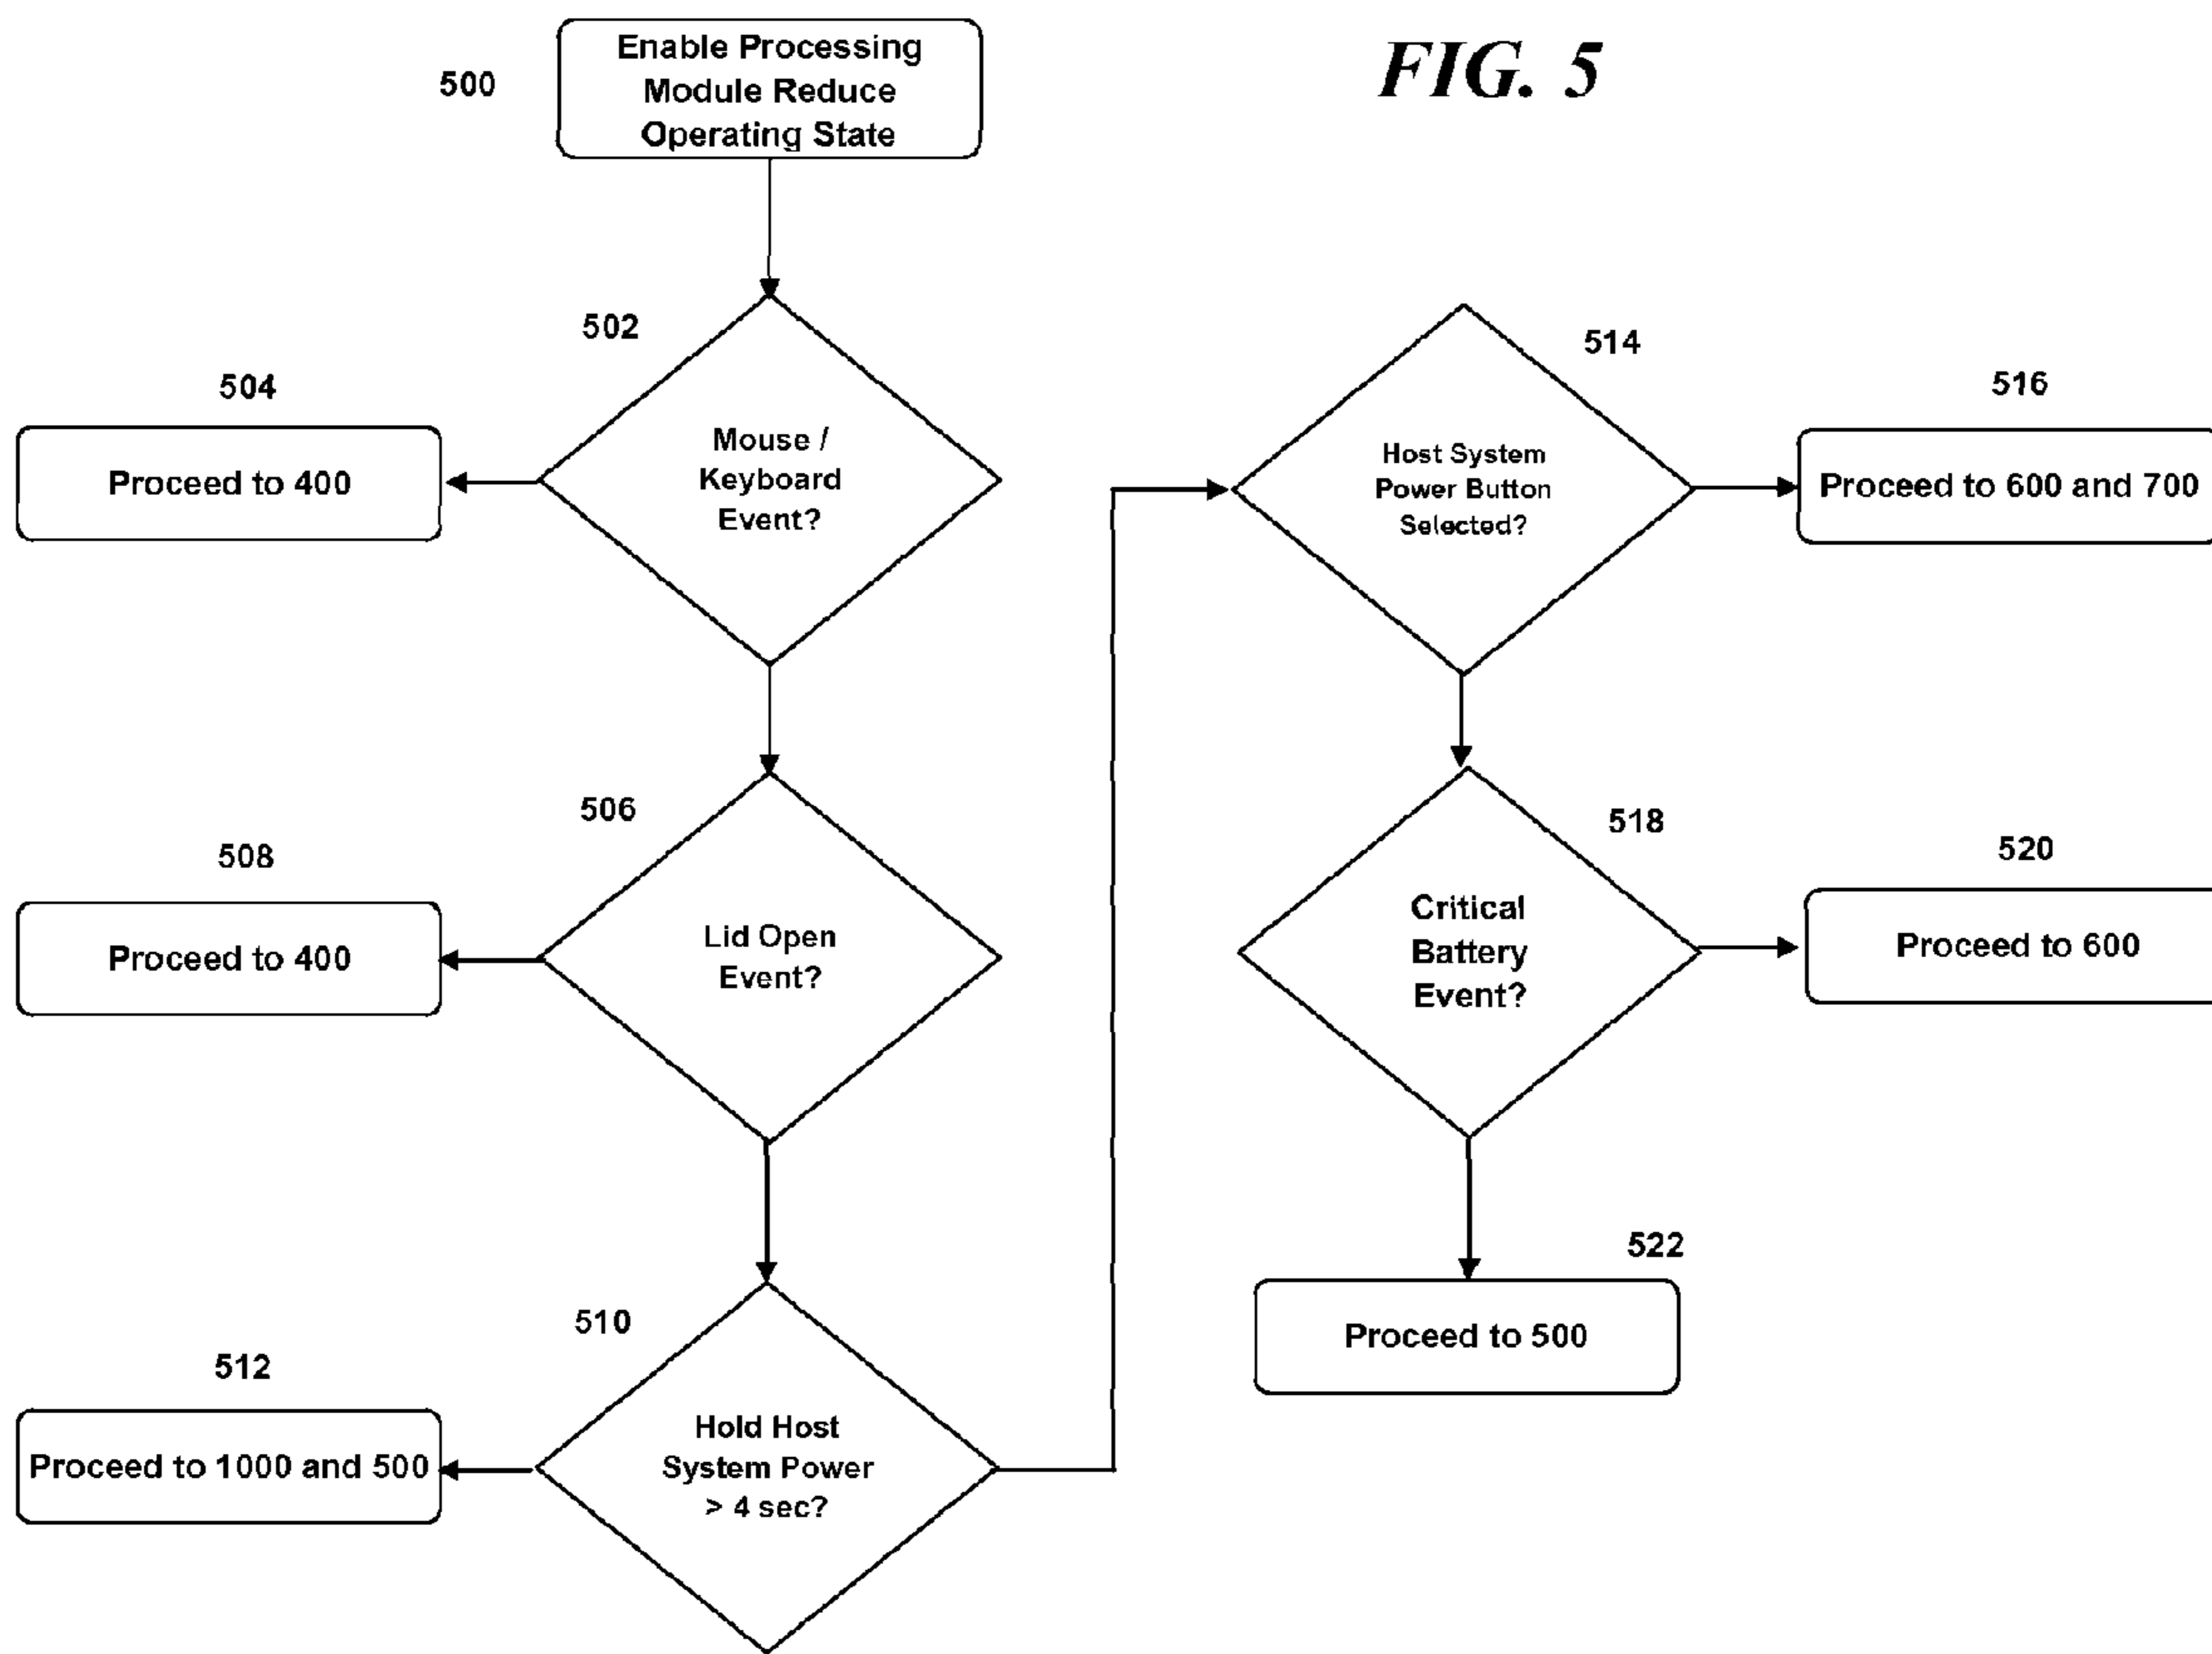 FIG. 5
500
Enable Processing
Module Reduce
Operating State
502
Mouse /
Keyboard
Event?
504
Proceed to 400
506
Lid Open
Event?
508
Proceed to 400
510
Hold Host
System Power
> 4 sec?
512
Proceed to 1000 and 500
514
Host System
Power Button
Selected?
516
Proceed to 600 and 700
518
Critical
Battery
Event?
520
Proceed to 600
522
Proceed to 500